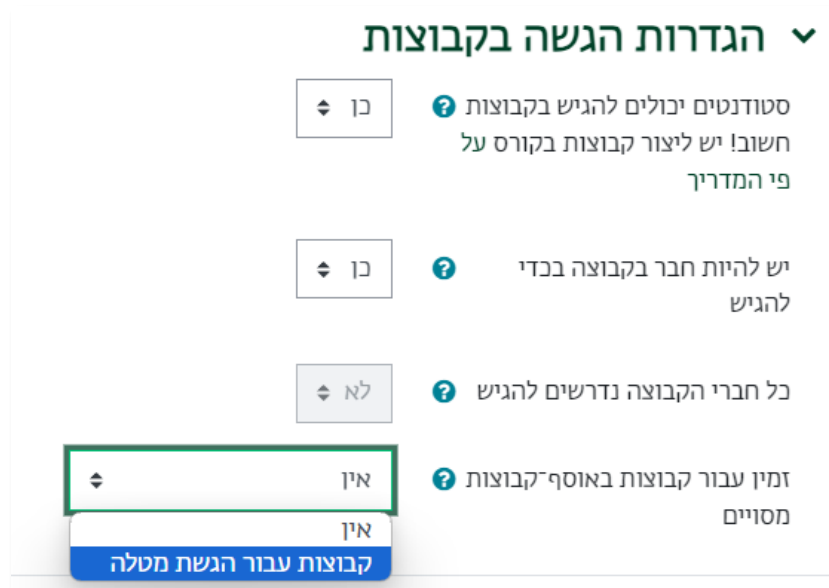 הגדרות הגשה בקבוצות
סטודנטים יכולים להגיש בקבוצות
כן
חשוב! יש ליצור קבוצות בקורס על
פי המדריך
יש להיות חבר בקבוצה בכדי
כן
להגיש
כל חברי הקבוצה נדרשים להגיש
לא
זמין עבור קבוצות באוסף־קבוצות
אין
מסויים
אין
קבוצות עבור הגשת מטלה